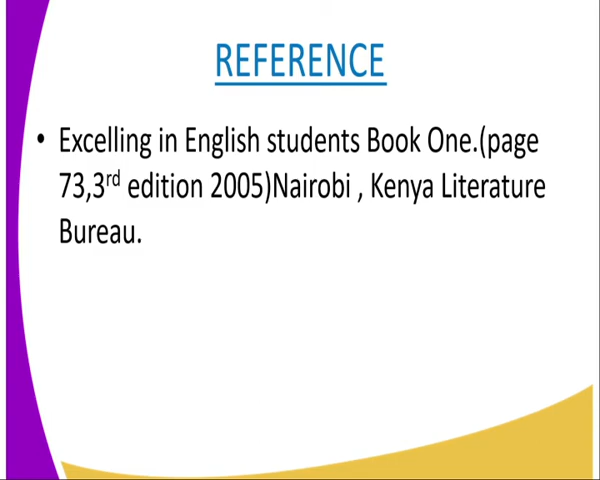 REFERENCE
• Excelling in English students Book One.(page
73,3rd edition 2005)Nairobi , Kenya Literature
Bureau.